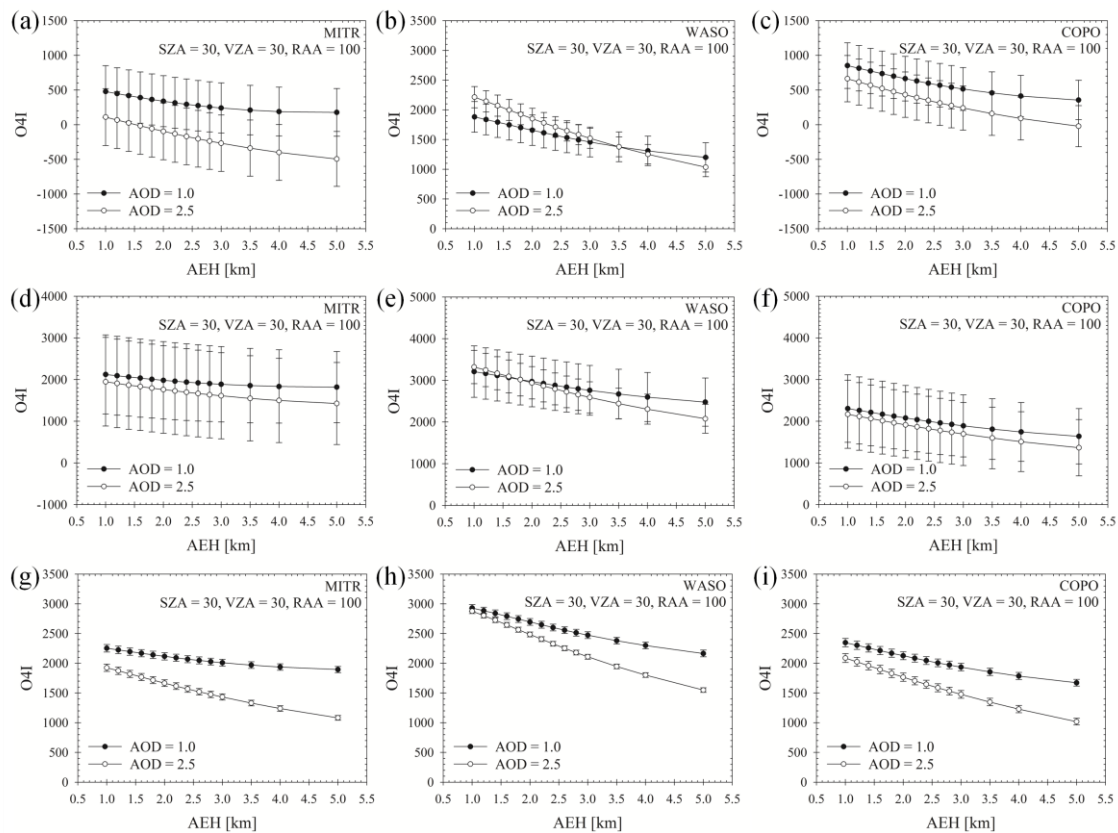 (a)
MITR
SZA = 30, VZA = 30, RAA = 100
1500
1000
500
0
-500
-1000
-1500
O4I
AOD = 1.0
AOD = 2.5
0.5 1.0 1.5 2.0 2.5 3.0 3.5 4.0 4.5 5.0 5.5
AEH [km]
(b)
WASO
SZA = 30, VZA = 30, RAA = 100
3500
3000
2500
2000
1500
1000
500
0
O4I
AOD = 1.0
AOD = 2.5
0.5 1.0 1.5 2.0 2.5 3.0 3.5 4.0 4.5 5.0 5.5
AEH [km]
(c)
COPO
SZA = 30, VZA = 30, RAA = 100
1500
1000
500
0
-500
-1000
-1500
O4I
AOD = 1.0
AOD = 2.5
0.5 1.0 1.5 2.0 2.5 3.0 3.5 4.0 4.5 5.0 5.5
AEH [km]
(d)
MITR
SZA = 30, VZA = 30, RAA = 100
4000
3000
2000
1000
0
-1000
O4I
AOD = 1.0
AOD = 2.5
0.5 1.0 1.5 2.0 2.5 3.0 3.5 4.0 4.5 5.0 5.5
AEH [km]
(e)
WASO
SZA = 30, VZA = 30, RAA = 100
5000
4000
3000
2000
1000
0
O4I
AOD = 1.0
AOD = 2.5
0.5 1.0 1.5 2.0 2.5 3.0 3.5 4.0 4.5 5.0 5.5
AEH [km]
(f)
COPO
SZA = 30, VZA = 30, RAA = 100
5000
4000
3000
2000
1000
0
O4I
AOD = 1.0
AOD = 2.5
0.5 1.0 1.5 2.0 2.5 3.0 3.5 4.0 4.5 5.0 5.5
AEH [km]
(g)
MITR
SZA = 30, VZA = 30, RAA = 100
3500
3000
2500
2000
1500
1000
500
0
O4I
AOD = 1.0
AOD = 2.5
0.5 1.0 1.5 2.0 2.5 3.0 3.5 4.0 4.5 5.0 5.5
AEH [km]
(h)
WASO
SZA = 30, VZA = 30, RAA = 100
3500
3000
2500
2000
1500
1000
500
0
O4I
AOD = 1.0
AOD = 2.5
0.5 1.0 1.5 2.0 2.5 3.0 3.5 4.0 4.5 5.0 5.5
AEH [km]
(i)
COPO
SZA = 30, VZA = 30, RAA = 100
3500
3000
2500
2000
1500
1000
500
0
O4I
AOD = 1.0
AOD = 2.5
0.5 1.0 1.5 2.0 2.5 3.0 3.5 4.0 4.5 5.0 5.5
AEH [km]